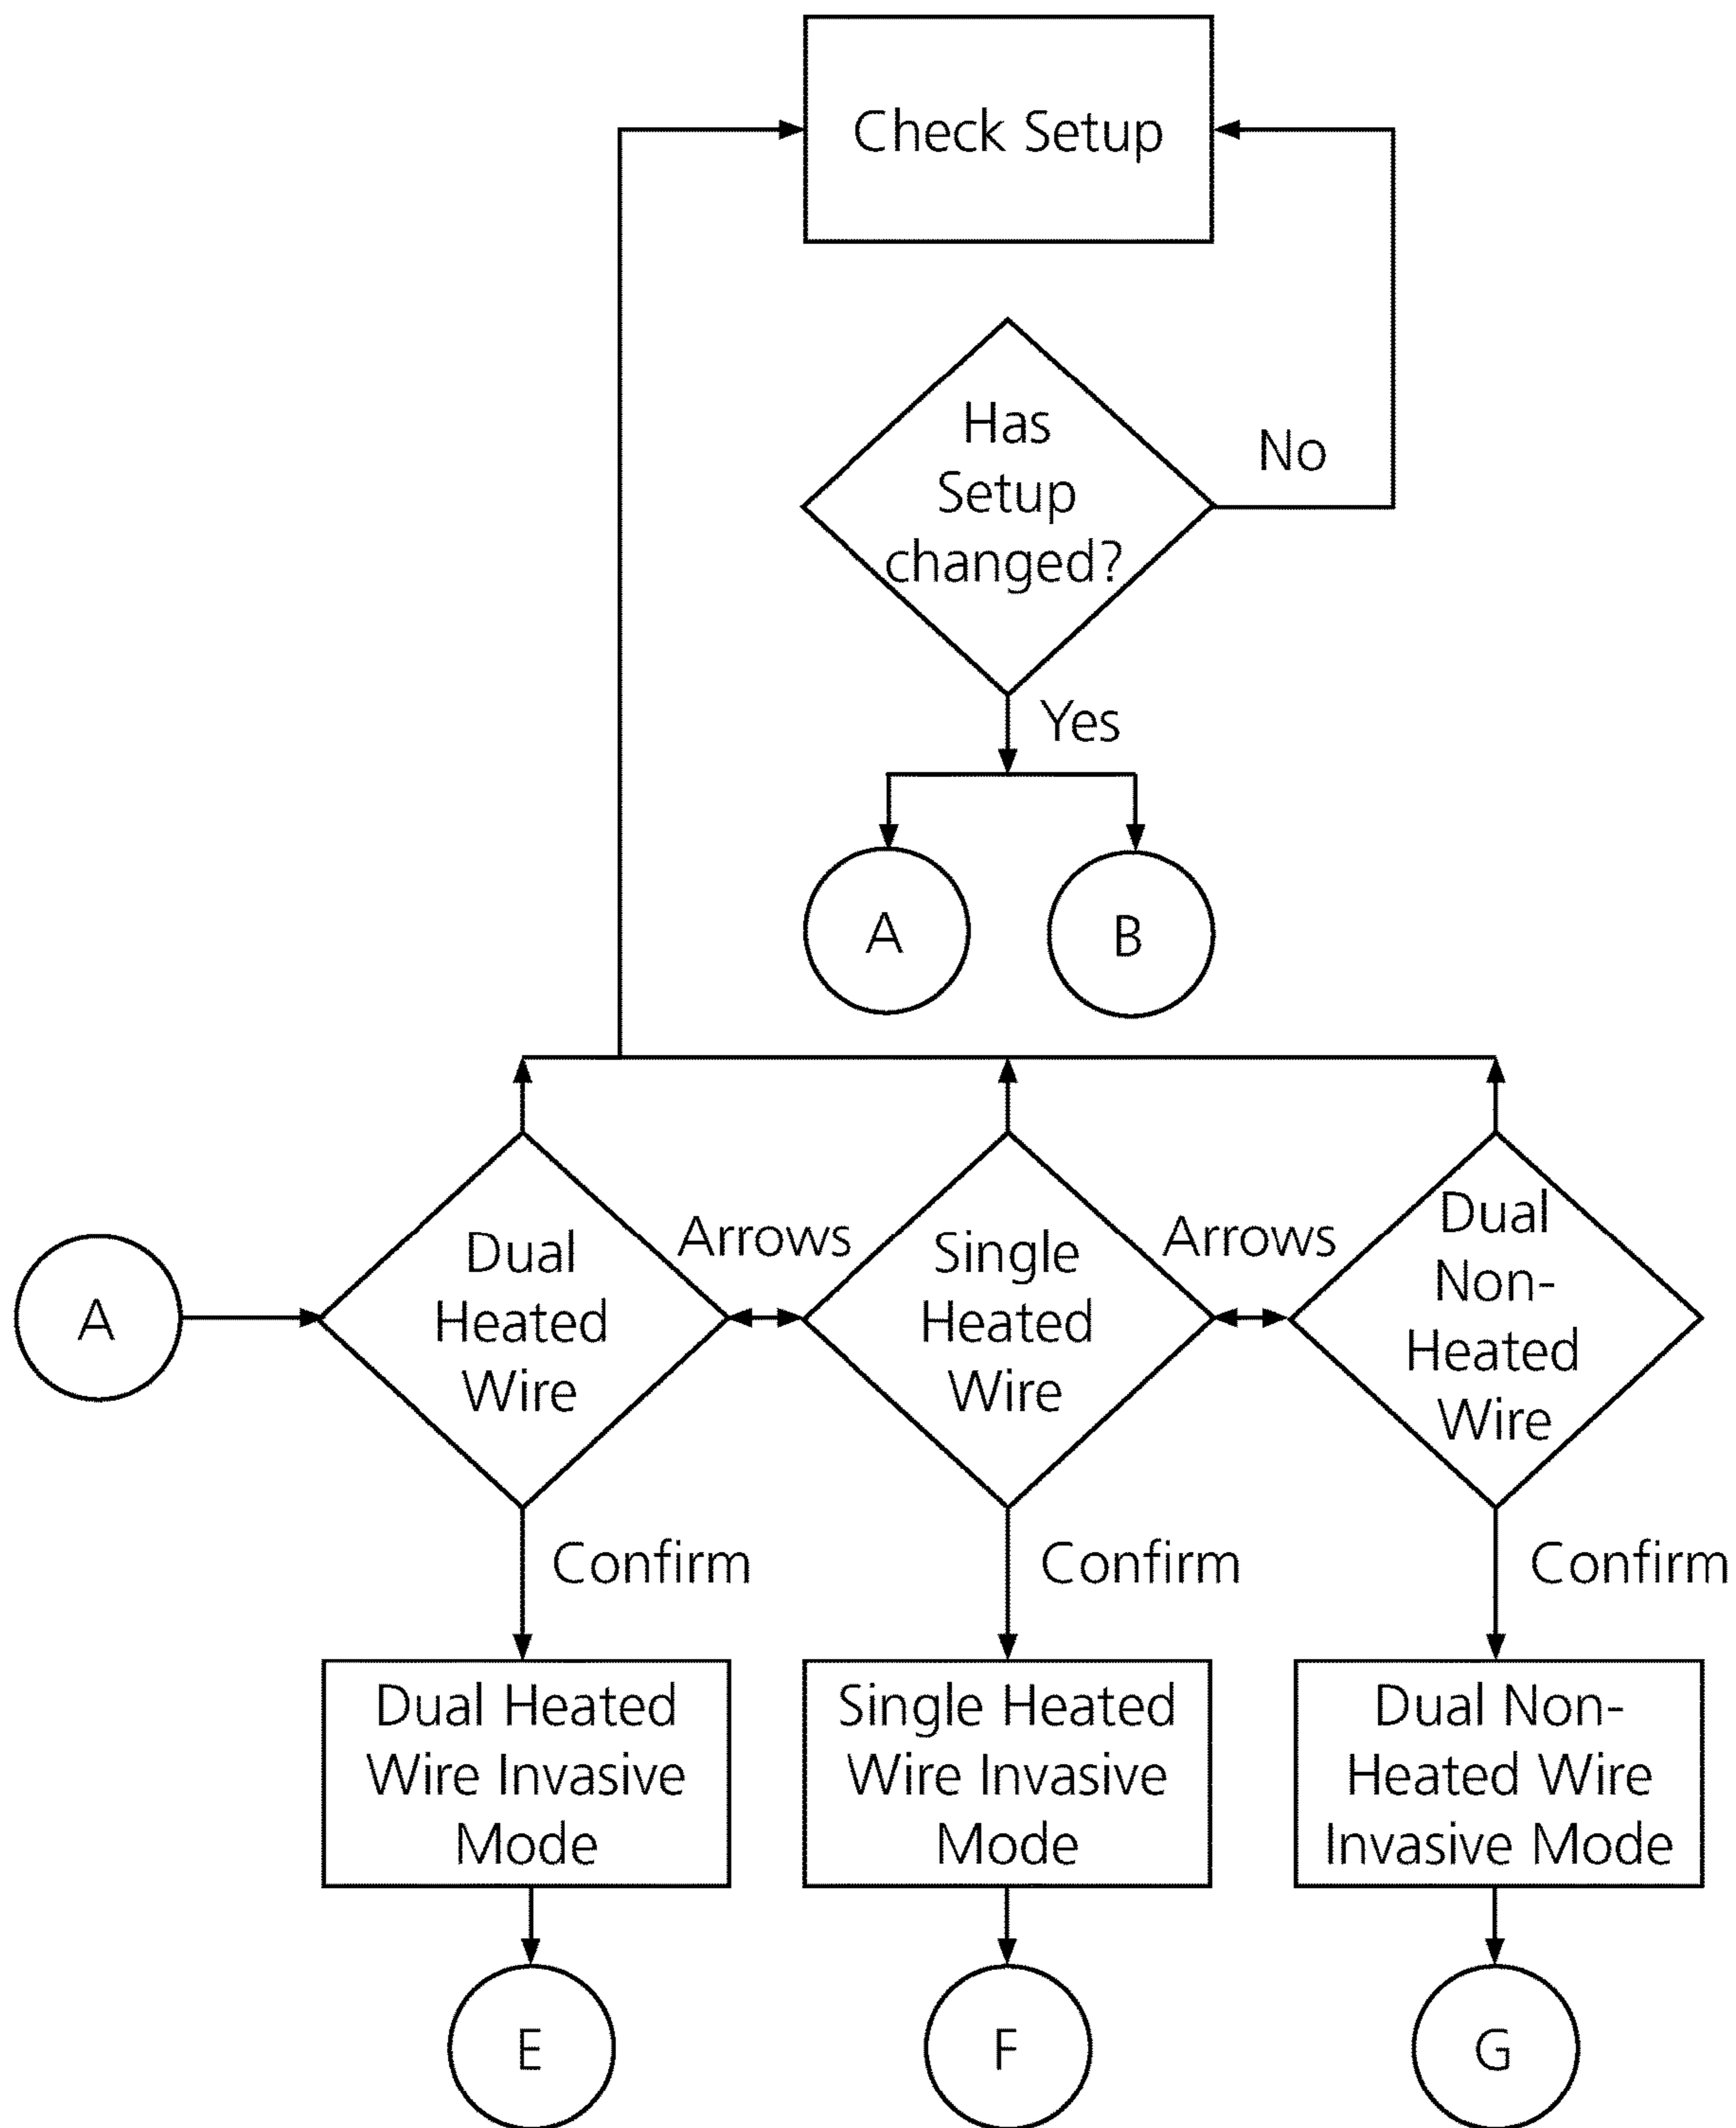 Check Setup
Has
Setup
changed?
No
Yes
A
B
A
Dual
Heated
Wire
Arrows
Single
Heated
Wire
Arrows
Dual
Non-
Heated
Wire
Confirm
Confirm
Confirm
Dual Heated
Wire Invasive
Mode
Single Heated
Wire Invasive
Mode
Dual Non-
Heated Wire
Invasive Mode
E
F
G